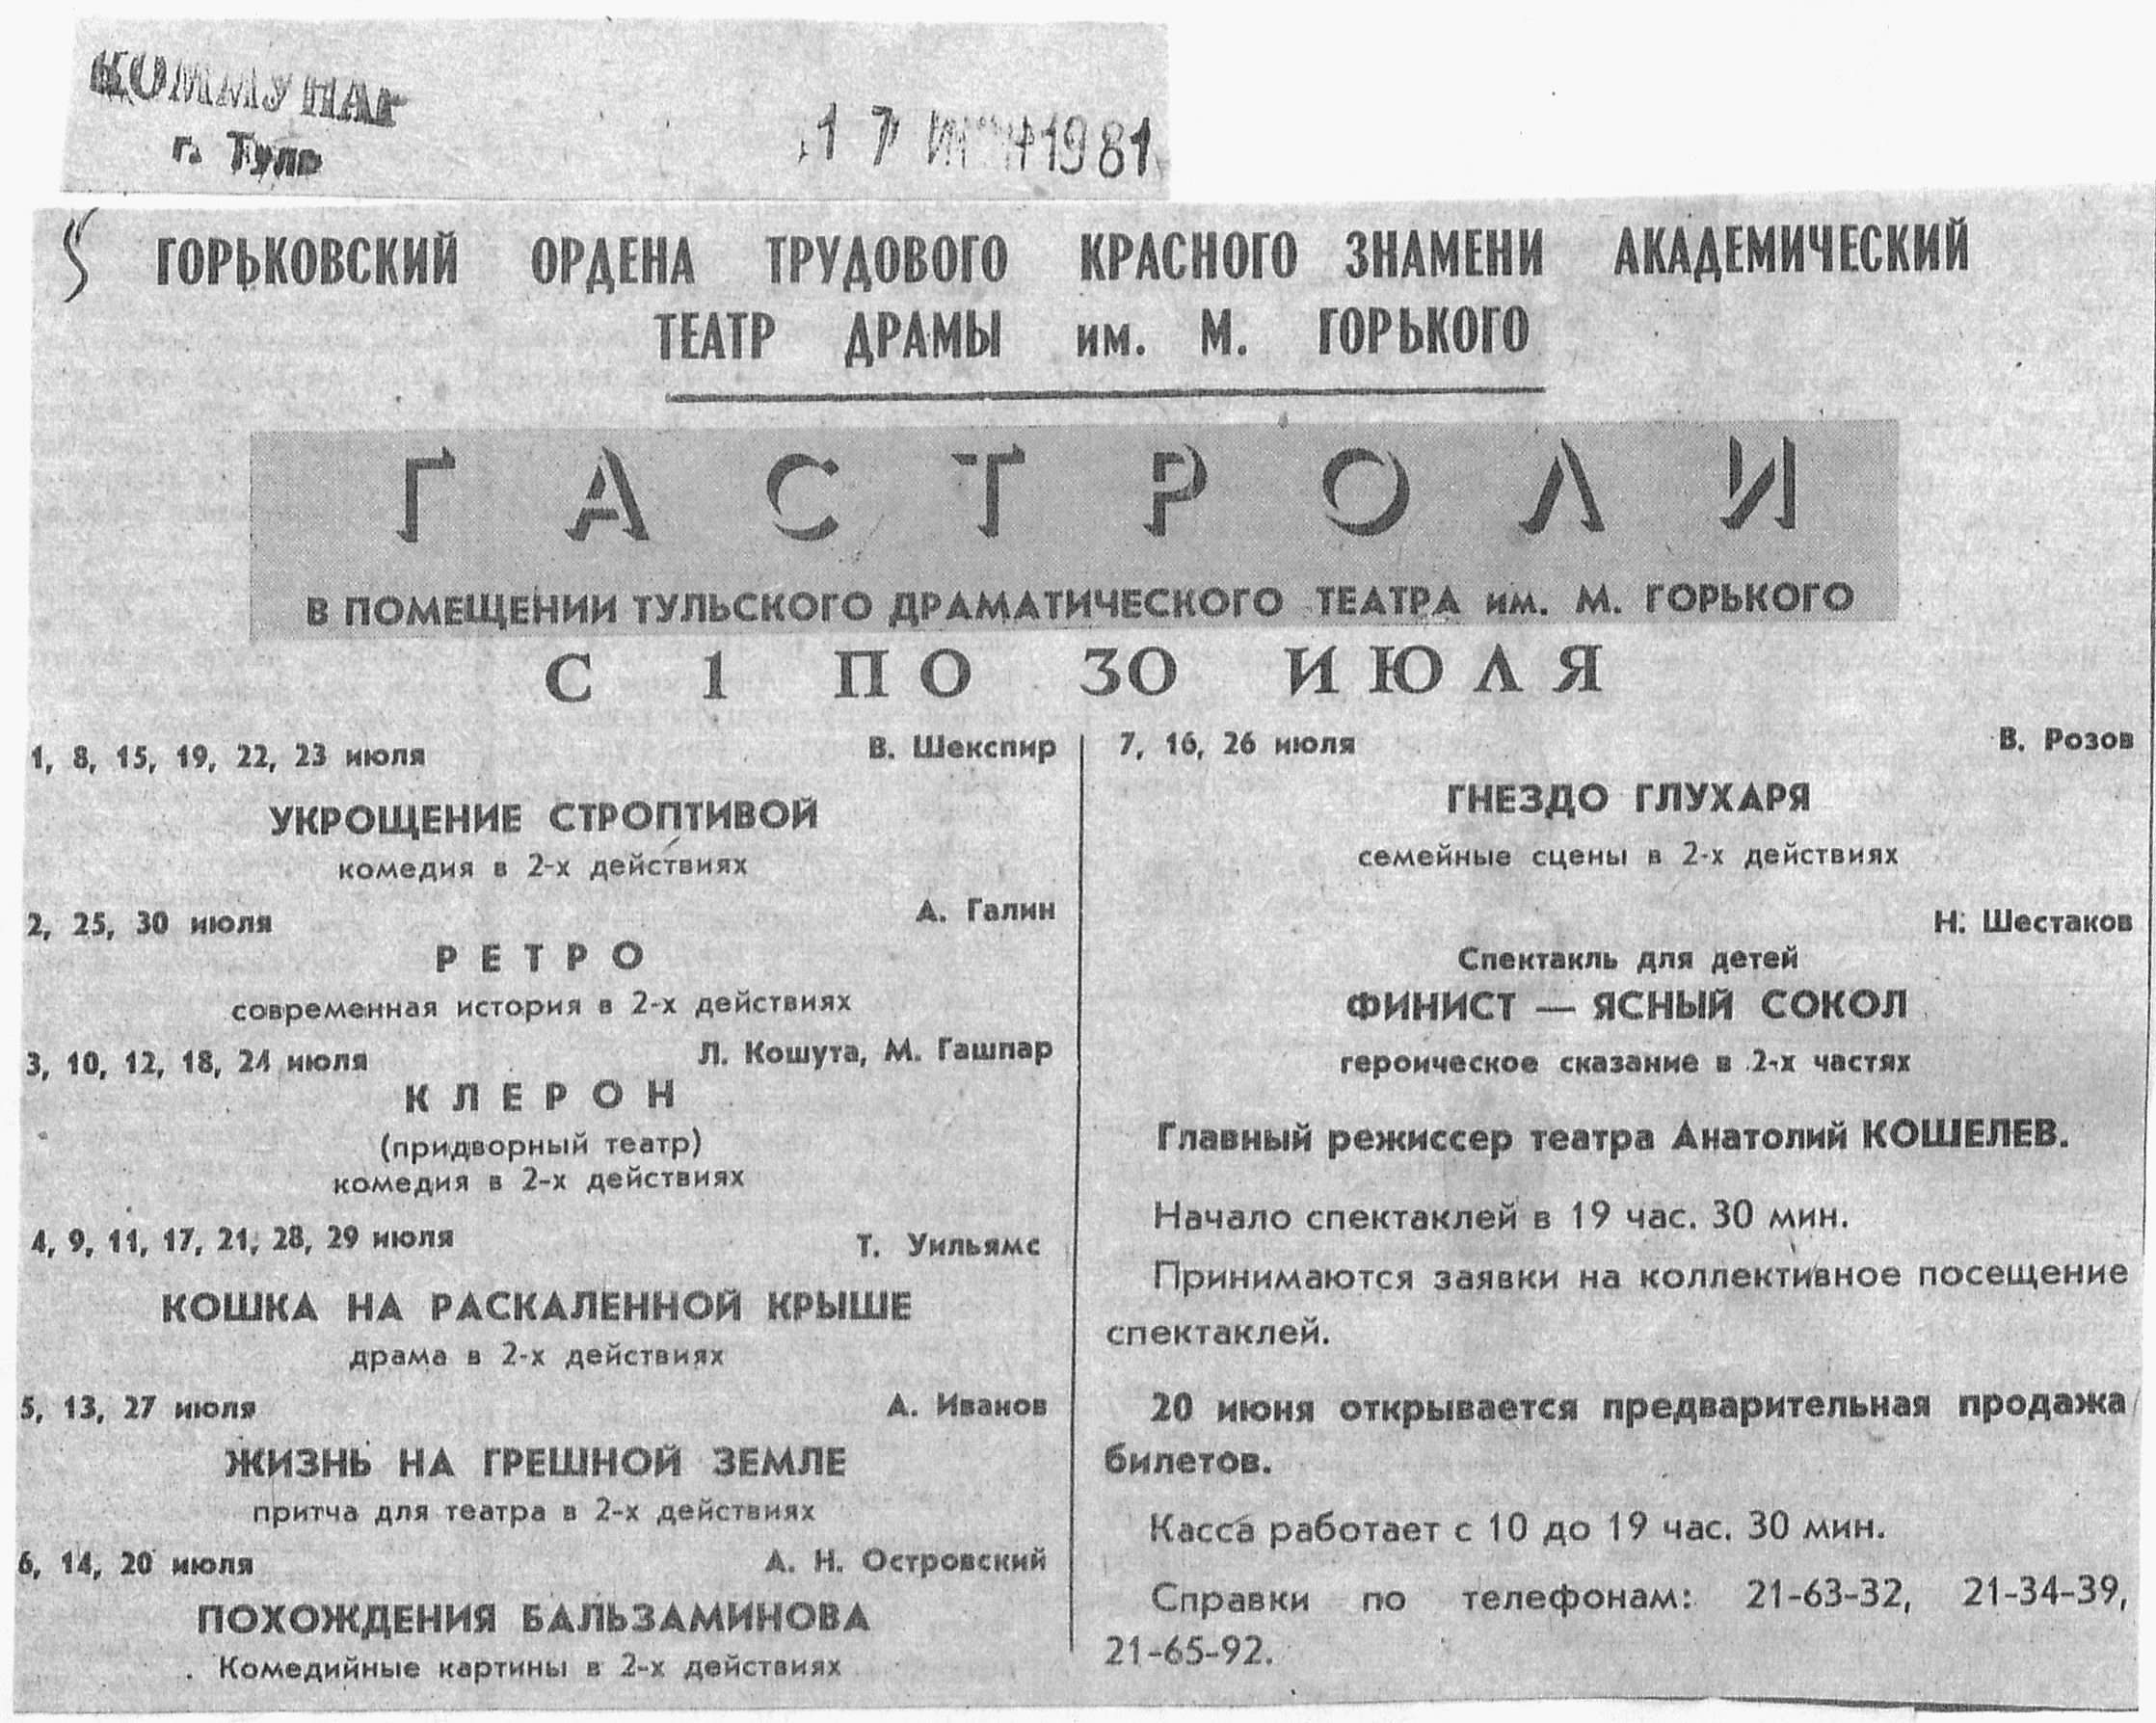 КОММУНАР
г. Тула
17 1981
ГОРЬКОВСКИЙ ОРДЕНА ТРУДОВОГО КРАСНОГО ЗНАМЕНИ АКАДЕМИЧЕСКИЙ
ТЕАТР ДРАМЫ им. М. ГОРЬКОГО
ГАСТРОЛИ
В ПОМЕЩЕНИИ ТУЛЬСКОГО ДРАМАТИЧЕСКОГО ТЕАТРА им. М. ГОРЬКОГО
С 1 ПО 30 ИЮЛЯ
1, 8, 15, 19, 22, 23 июля В. Шекспир
УКРОЩЕНИЕ СТРОПТИВОЙ
комедия в 2-х действиях
2, 25, 30 июля А. Галин
РЕТРО
современная история в 2-х действиях
3, 10, 12, 18, 24 июля Л. Кошута, М. Гашпар
КЛЕРОН
(придворный театр)
комедия в 2-х действиях
4, 9, 11, 17, 21, 28, 29 июля Т. Уильямс
КОШКА НА РАСКАЛЕННОЙ КРЫШЕ
драма в 2-х действиях
5, 13, 27 июля А. Иванов
ЖИЗНЬ НА ГРЕШНОЙ ЗЕМЛЕ
притча для театра в 2-х действиях
6, 14, 20 июля А. Н. Островский
ПОХОЖДЕНИЯ БАЛЬЗАМИНОВА
Комедийные картины в 2-х действиях
7, 16, 26 июля В. Розов
ГНЕЗДО ГЛУХАРЯ
семейные сцены в 2-х действиях
Н. Шестаков
Спектакль для детей
ФИНИСТ — ЯСНЫЙ СОКОЛ
героическое сказание в 2-х частях
Главный режиссер театра Анатолий КОШЕЛЕВ.
Начало спектаклей в 19 час. 30 мин.
Принимаются заявки на коллективное посещение
спектаклей.
20 июня открывается предварительная продажа
билетов.
Касса работает с 10 до 19 час. 30 мин.
Справки по телефонам: 21-63-32, 21-34-39,
21-65-92.